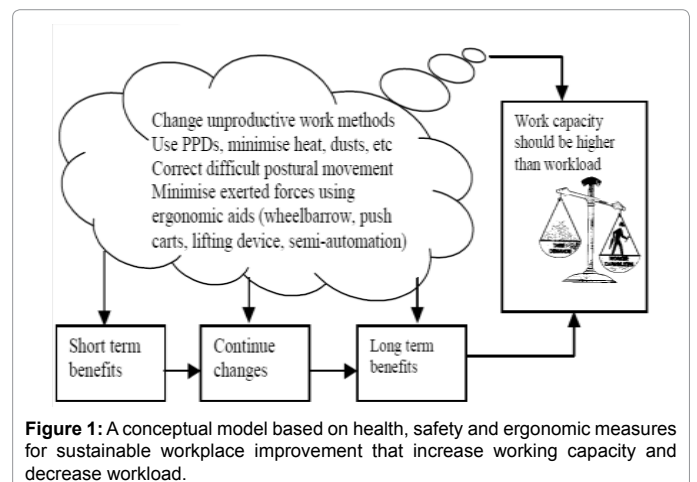 Change unproductive work methods
Use PPDs, minimise heat, dusts, etc
Correct difficult postural movement
Minimise exerted forces using
ergonomic aids (wheelbarrow, push
carts, lifting device, semi-automation)
Work capacity
should be higher
than workload
Short term
benefits
Continue
changes
Long term
benefits
Figure 1: A conceptual model based on health, safety and ergonomic measures
for sustainable workplace improvement that increase working capacity and
decrease workload.